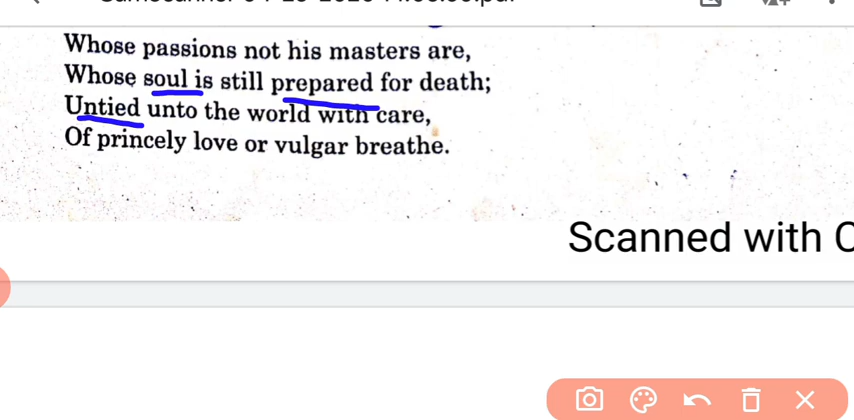 Whose passions not his masters are,
Whose soul is still prepared for death;
Untied unto the world with care,
Of princely love or vulgar breathe.
Scanned with